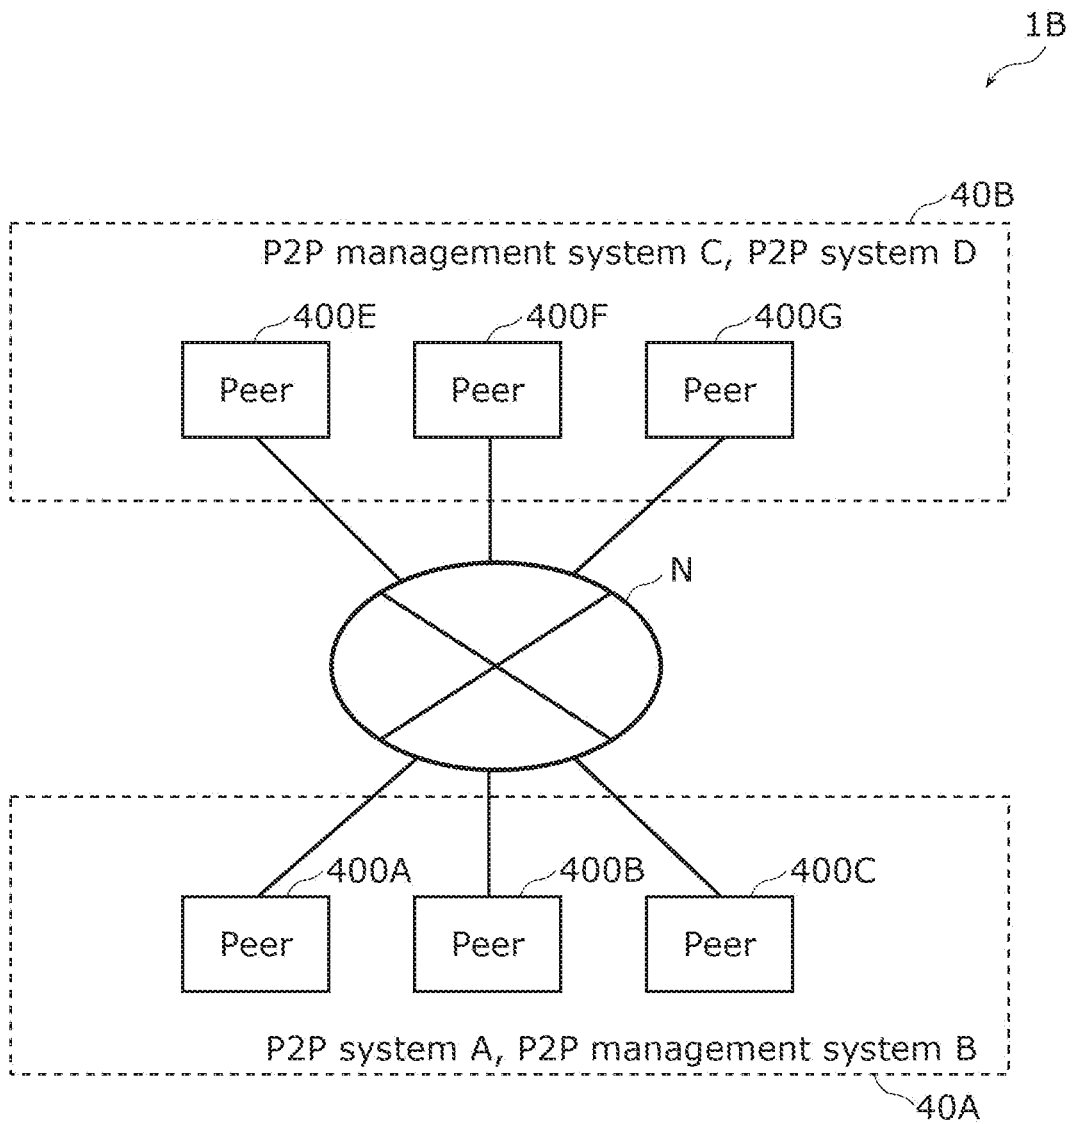 1B
40B
P2P management system C, P2P system D
400E 400F 400G
Peer Peer Peer
N
400A 400B 400C
Peer Peer Peer
P2P system A, P2P management system B
40A